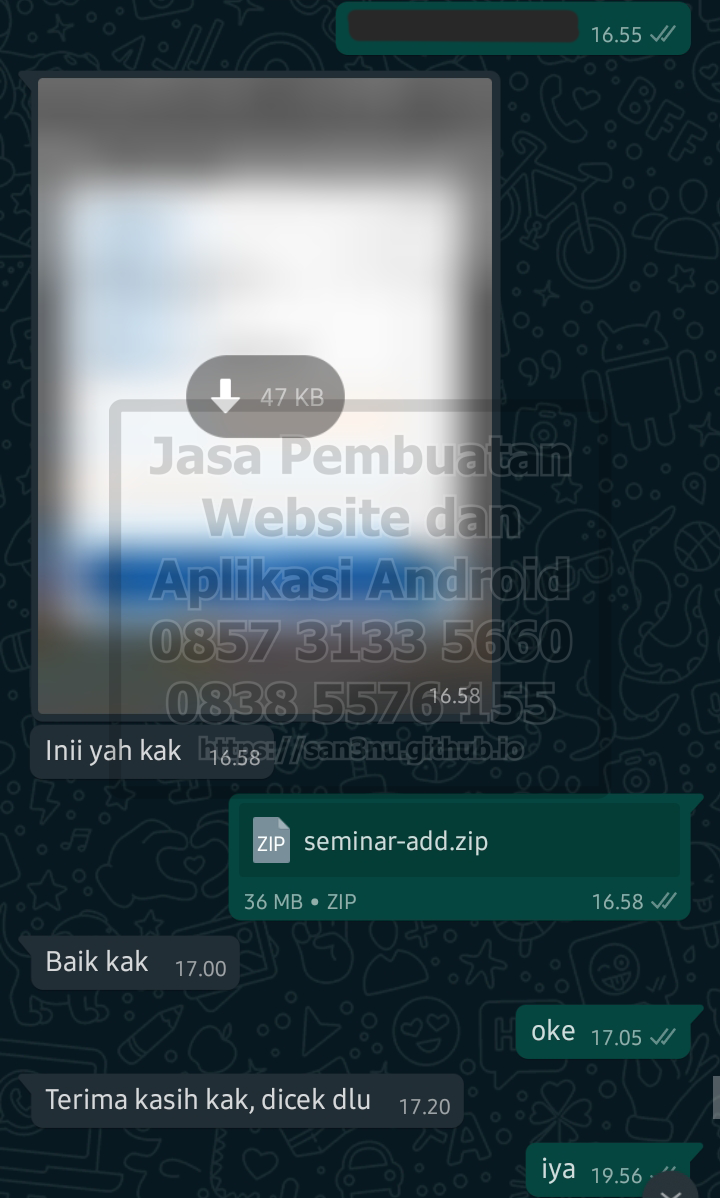 16.55
47 KB
Jasa Pembuatan
Website dan
Aplikasi Android
0857 3133 5660
0838 5576 155
16.58
Inii yah kak 16.58
https://san3nu.github.io
ZIP seminar-add.zip
36 MB • ZIP 16.58
Baik kak 17.00
oke 17.05
Terima kasih kak, dicek dlu 17.20
iya 19.56